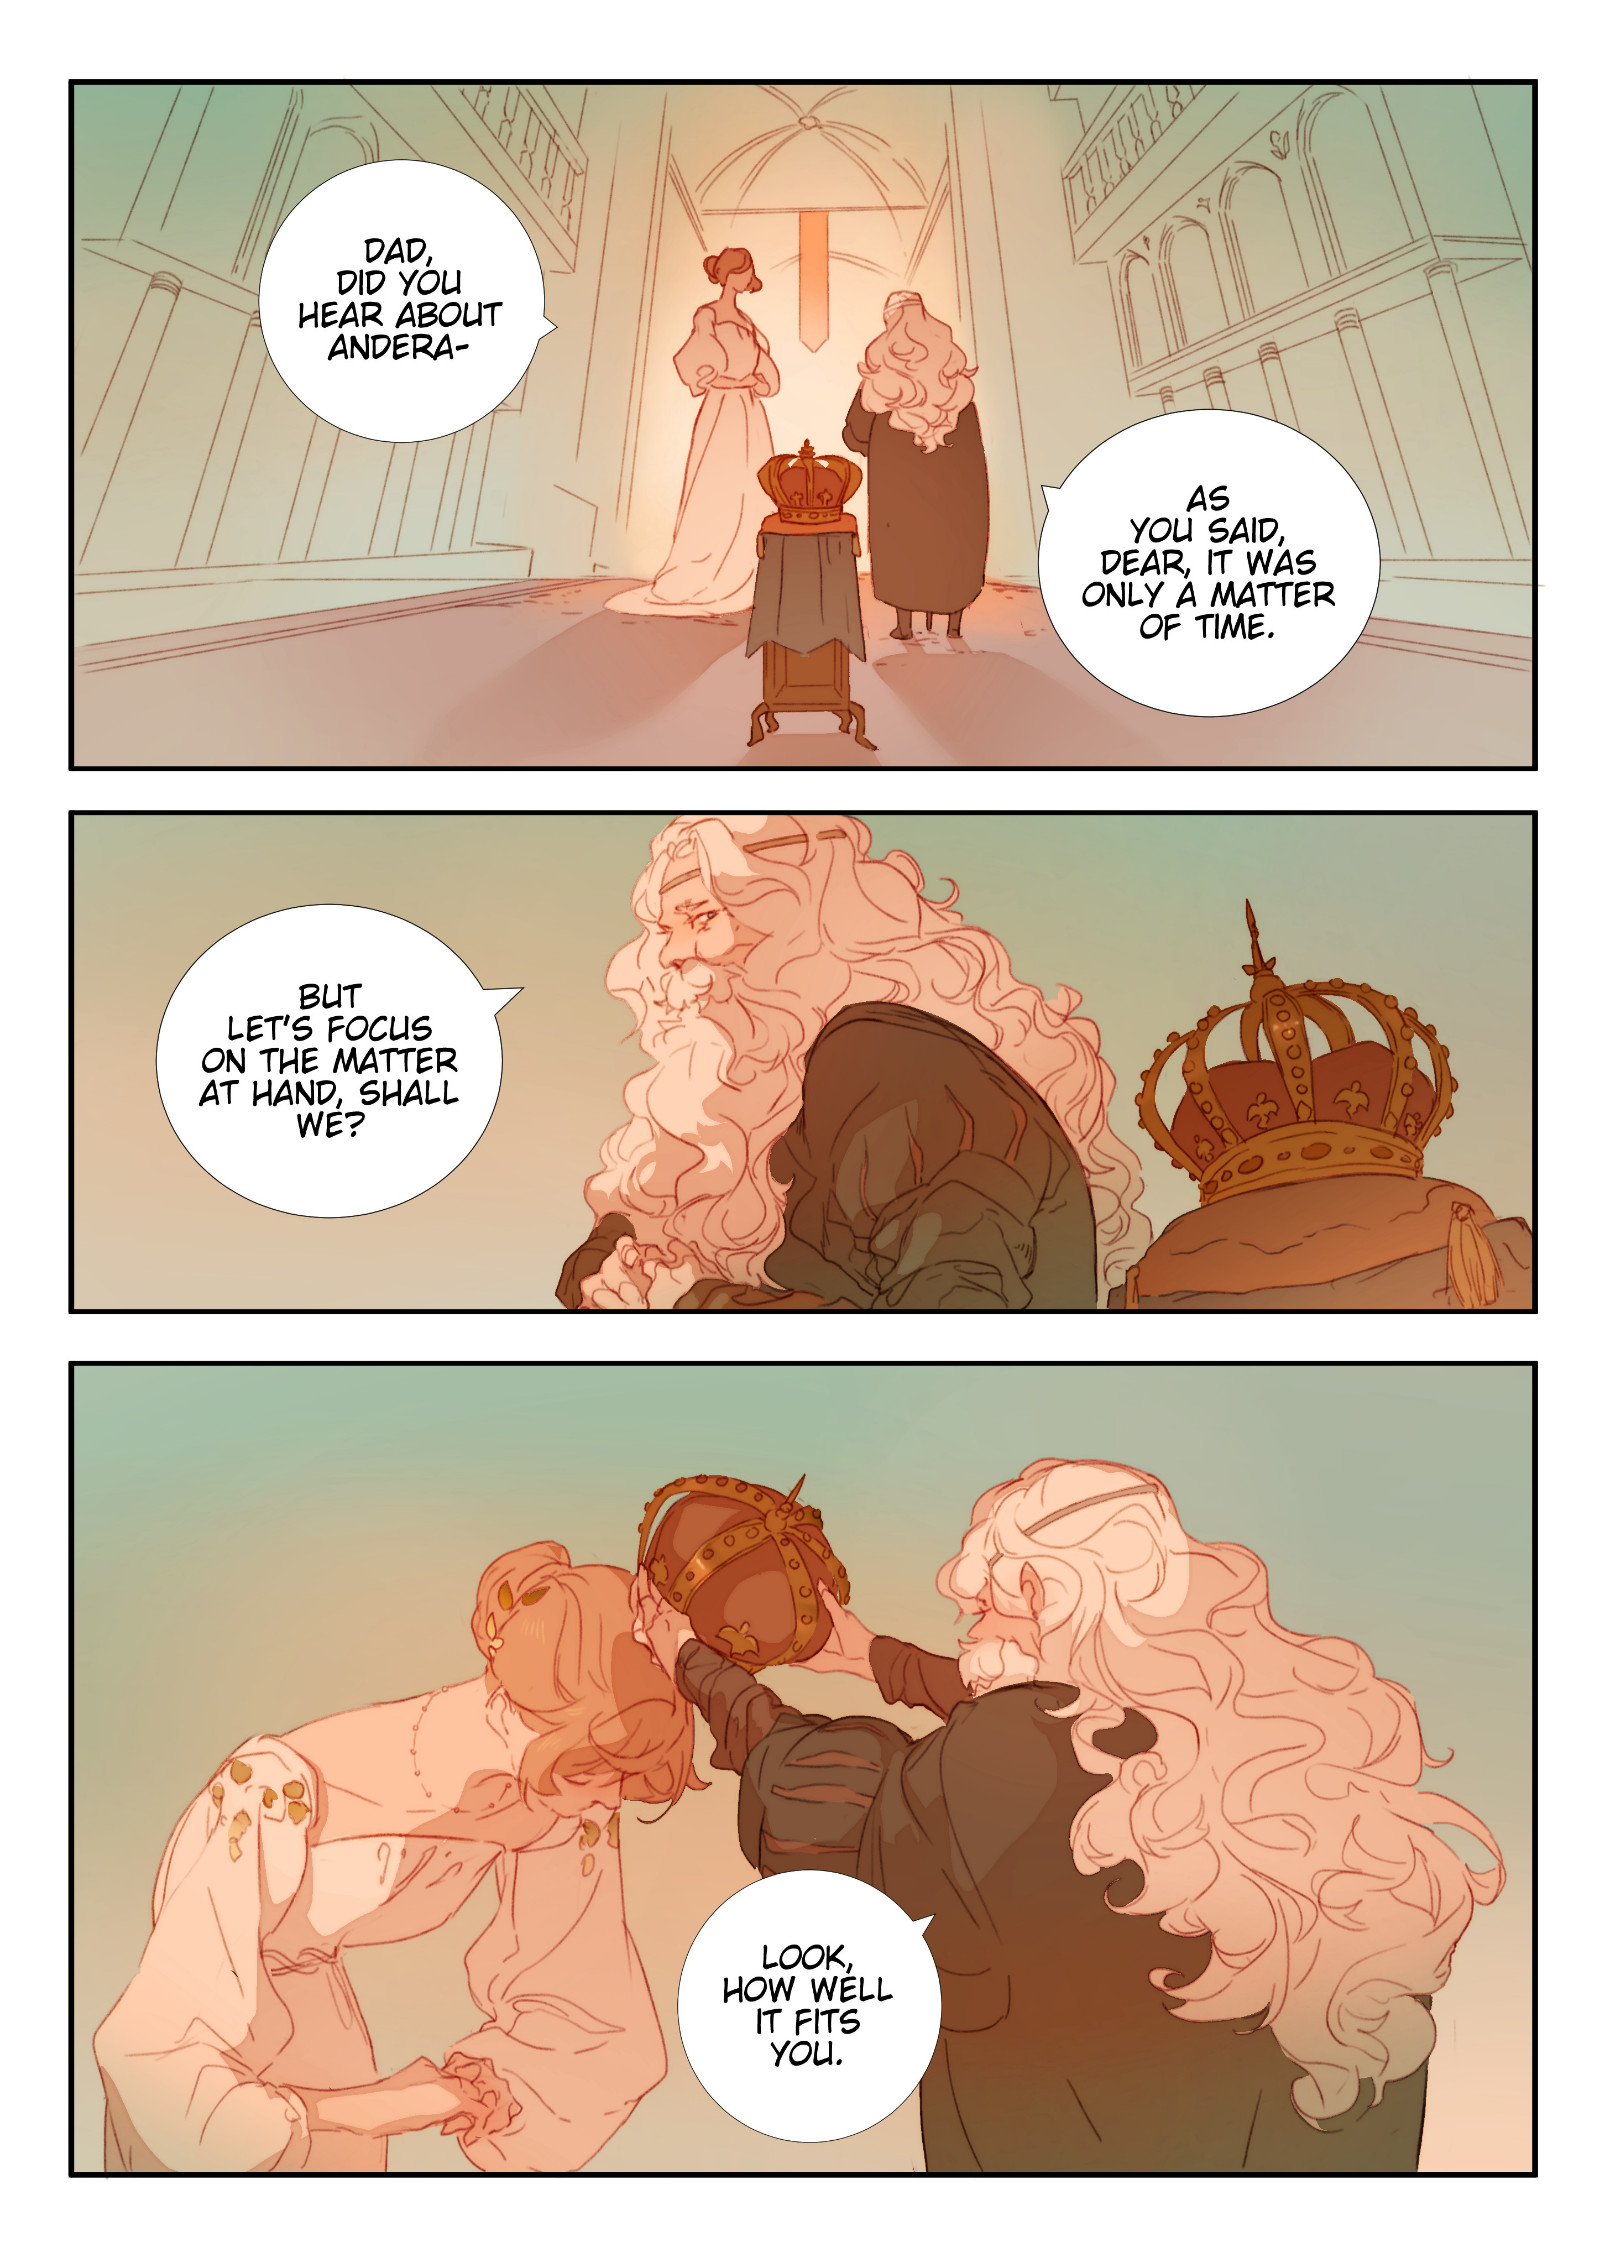 DAD,
DID YOU
HEAR ABOUT
ANDERA-
AS
YOU SAID,
DEAR, IT WAS
ONLY A MATTER
OF TIME.
BUT
LET'S FOCUS
ON THE MATTER
AT HAND, SHALL
WE?
LOOK,
HOW WELL
IT FITS
YOU.